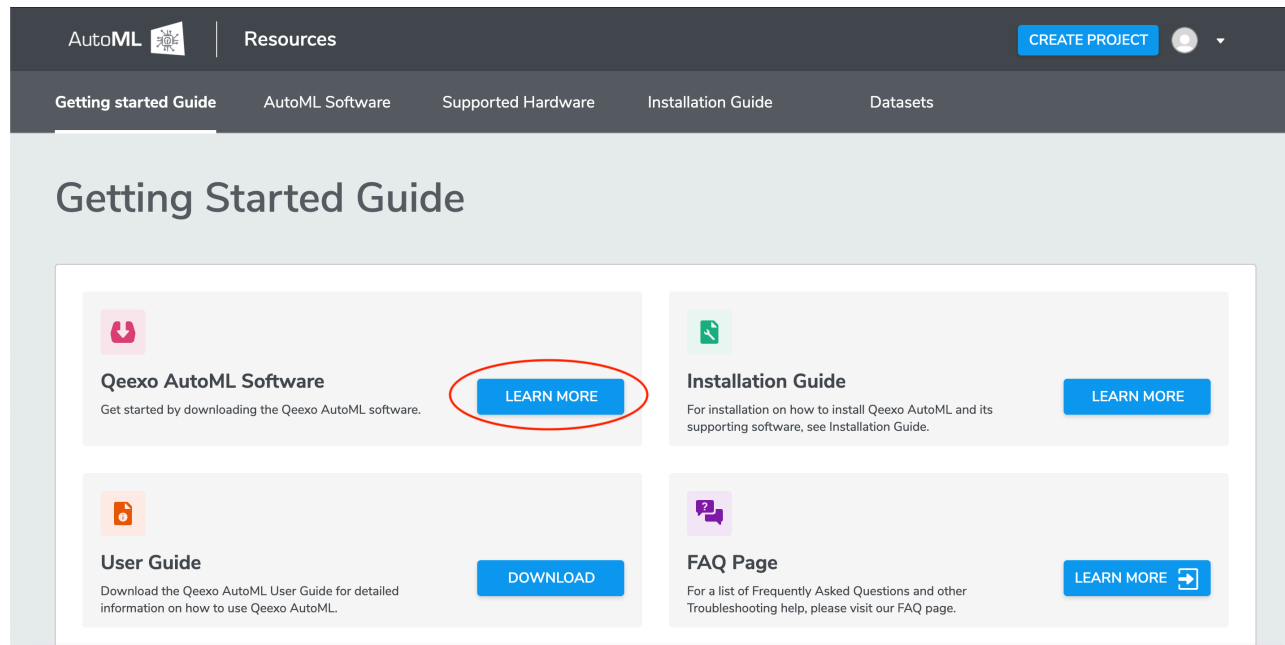 AutoML
Resources
CREATE PROJECT
Getting started Guide
AutoML Software
Supported Hardware
Installation Guide
Datasets
Getting Started Guide
Qeexo AutoML Software
Get started by downloading the Qeexo AutoML software.
LEARN MORE
Installation Guide
For installation on how to install Qeexo AutoML and its
supporting software, see Installation Guide.
LEARN MORE
User Guide
Download the Qeexo AutoML User Guide for detailed
information on how to use Qeexo AutoML.
DOWNLOAD
FAQ Page
For a list of Frequently Asked Questions and other
Troubleshooting help, please visit our FAQ page.
LEARN MORE